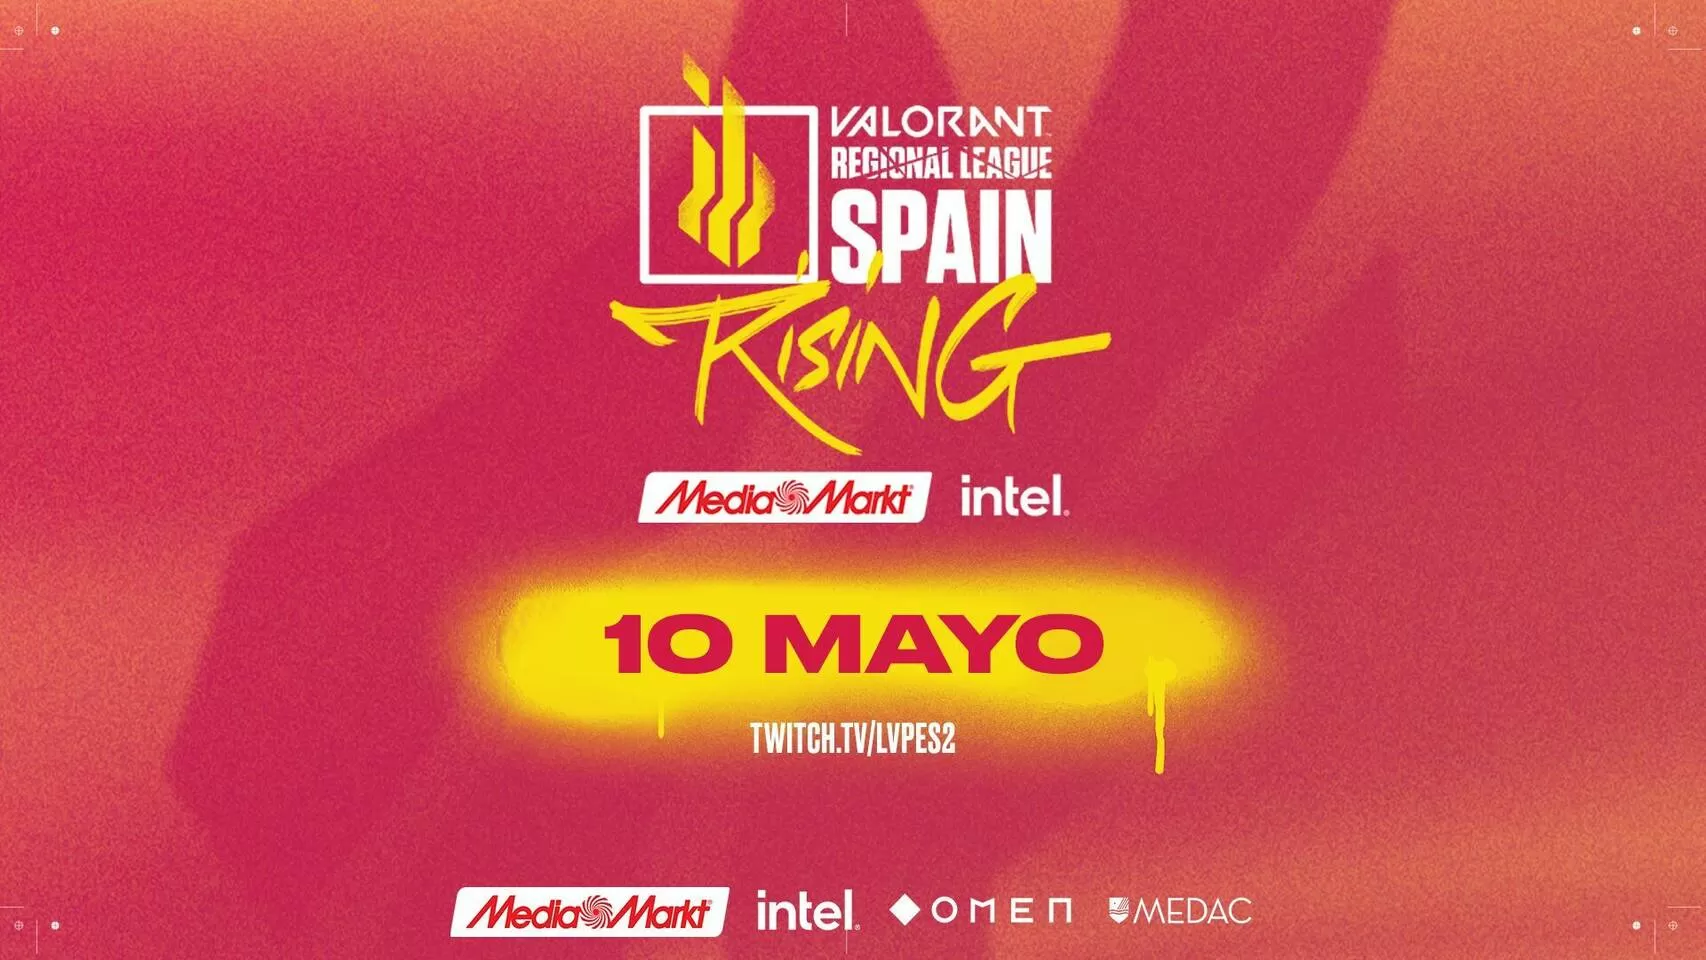 VALORANT
REGIONAL LEAGUE
SPAIN
RISING
MediaMarkt intel.
10 MAYO
TWITCH.TV/LVPES2
MediaMarkt intel. OMEN MEDAC